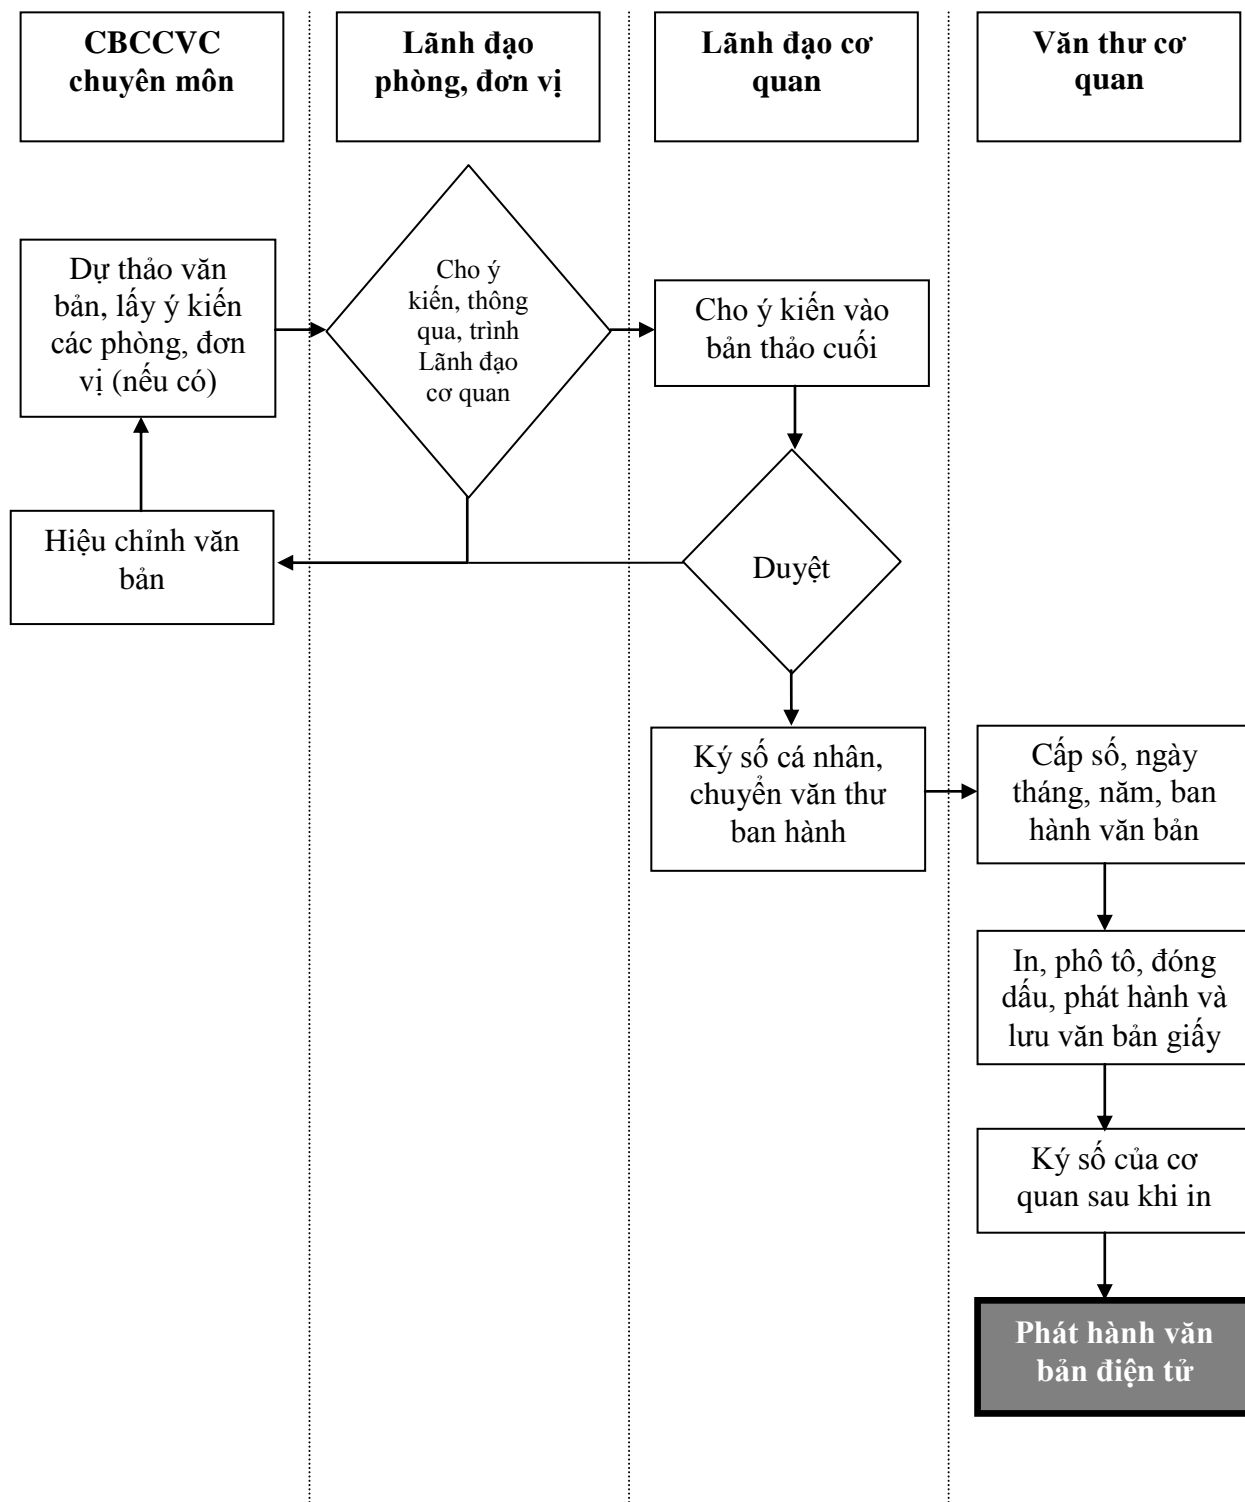 CBCCVC
chuyên môn
Lãnh đạo
phòng, đơn vị
Lãnh đạo cơ
quan
Văn thư cơ
quan
Dự thảo văn
bản, lấy ý kiến
các phòng, đơn
vị (nếu có)
Cho ý
kiến, thông
qua, trình
Lãnh đạo
cơ quan
Cho ý kiến vào
bản thảo cuối
Hiệu chỉnh văn
bản
Duyệt
Ký số cá nhân,
chuyển văn thư
ban hành
Cấp số, ngày
tháng, năm, ban
hành văn bản
In, phô tô, đóng
dấu, phát hành và
lưu văn bản giấy
Ký số của cơ
quan sau khi in
Phát hành văn
bản điện tử